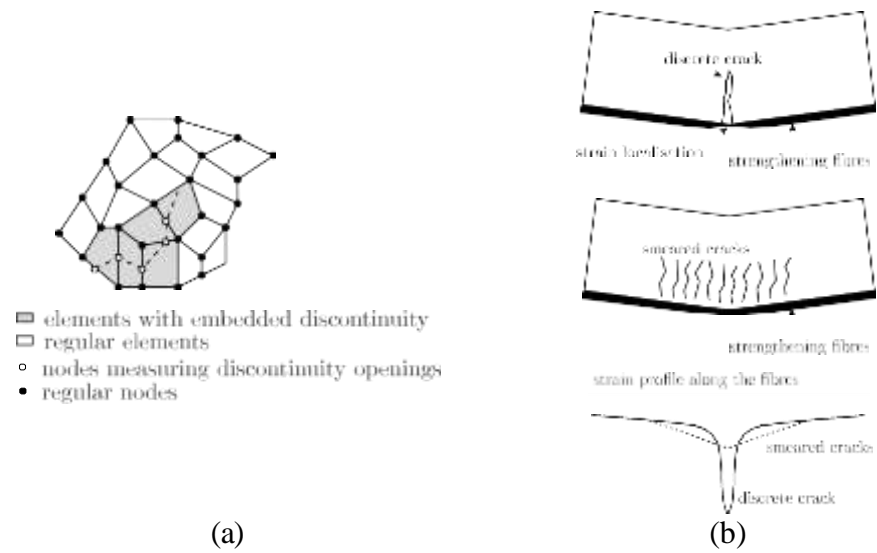 elements with embedded discontinuity
regular elements
nodes measuring discontinuity openings
regular nodes
(a)
discrete crack
strain localisation
strengthening fibres
smeared cracks
strengthening fibres
strain profile along the fibres
smeared cracks
discrete crack
(b)